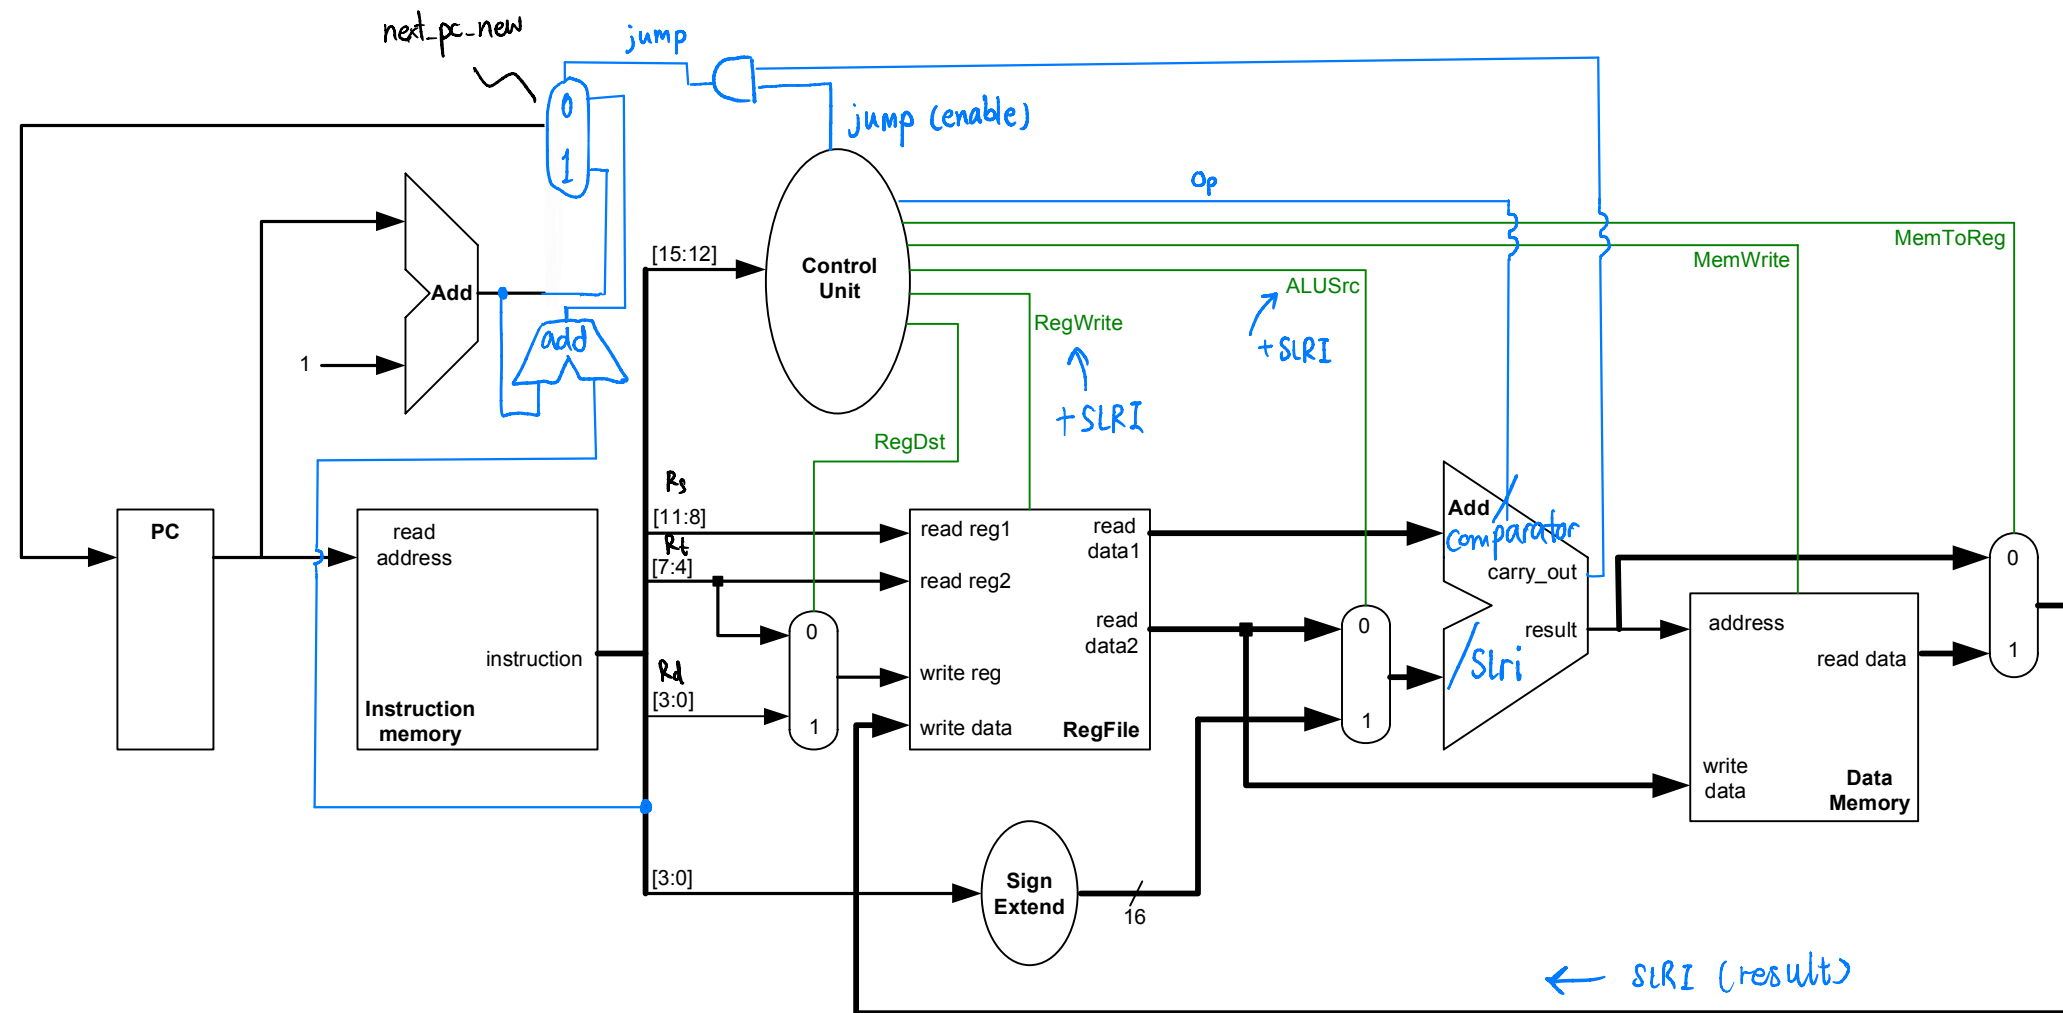 next_pc_new
jump
0
1
jump (enable)
Op
[15:12]
Control
Unit
MemToReg
MemWrite
ALUSrc
+SLRI
RegWrite
+SLRI
Add
add
1
RegDst
PC
read
address
instruction
Instruction
memory
Rs
[11:8]
Rt
[7:4]
Rd
[3:0]
0
1
read reg1
read
data1
read reg2
read
data2
write reg
write data
RegFile
0
1
Add
/
Comparator
carry_out
result
/Slri
address
read data
write
data
Data
Memory
0
1
[3:0]
Sign
Extend
16
← SLRI (result)